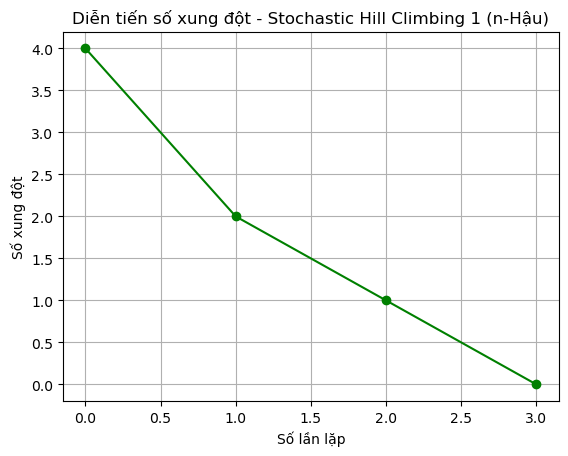 Diễn tiến số xung đột - Stochastic Hill Climbing 1 (n-Hậu)
4.0
3.5
3.0
2.5
2.0
1.5
1.0
0.5
0.0
Số xung đột
0.0 0.5 1.0 1.5 2.0 2.5 3.0
Số lần lặp